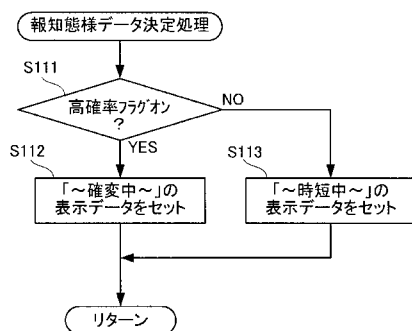 報知態様データ決定処理
S111
高確率フラグオン
?
NO
YES
S112
「～確変中～」の
表示データをセット
S113
「～時短中～」の
表示データをセット
リターン